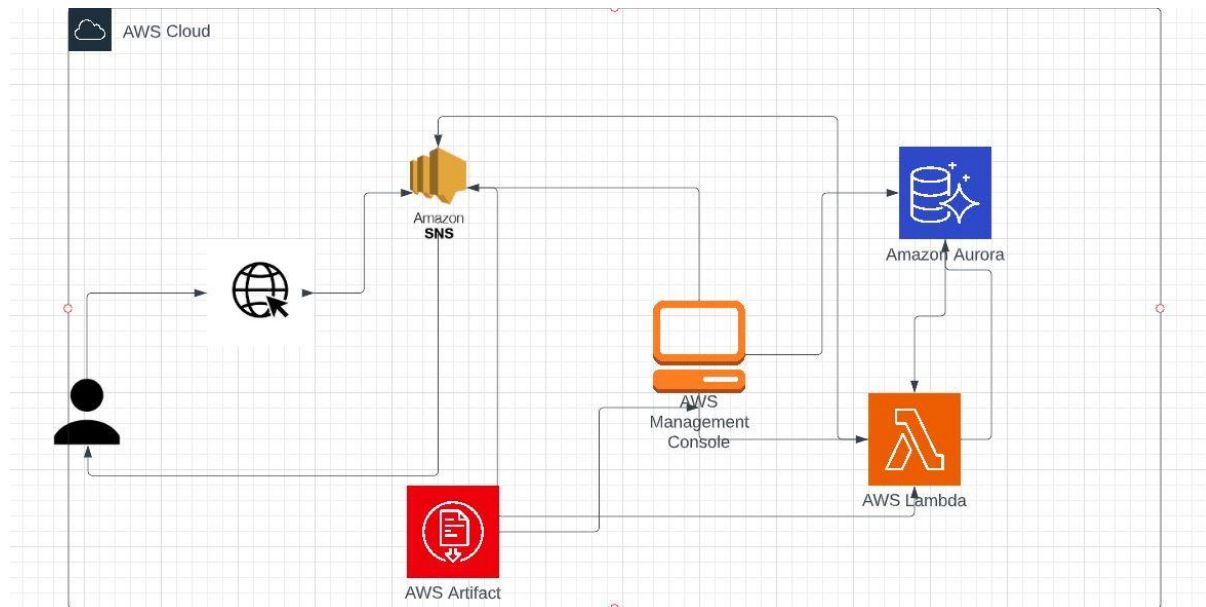 AWS Cloud
Amazon
SNS
Amazon Aurora
AWS
Management
Console
AWS Lambda
AWS Artifact